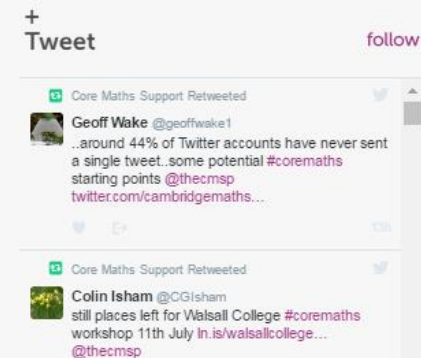 +
Tweet
follow
Core Maths Support Retweeted
Geoff Wake @geoffwake1
..around 44% of Twitter accounts have never sent
a single tweet..some potential #coremaths
starting points @thecmsp
twitter.com/cambridgemaths…
Core Maths Support Retweeted
Colin Isham @CGIsham
still places left for Walsall College #coremaths
workshop 11th July ln.is/walsallcollege…
@thecmsp